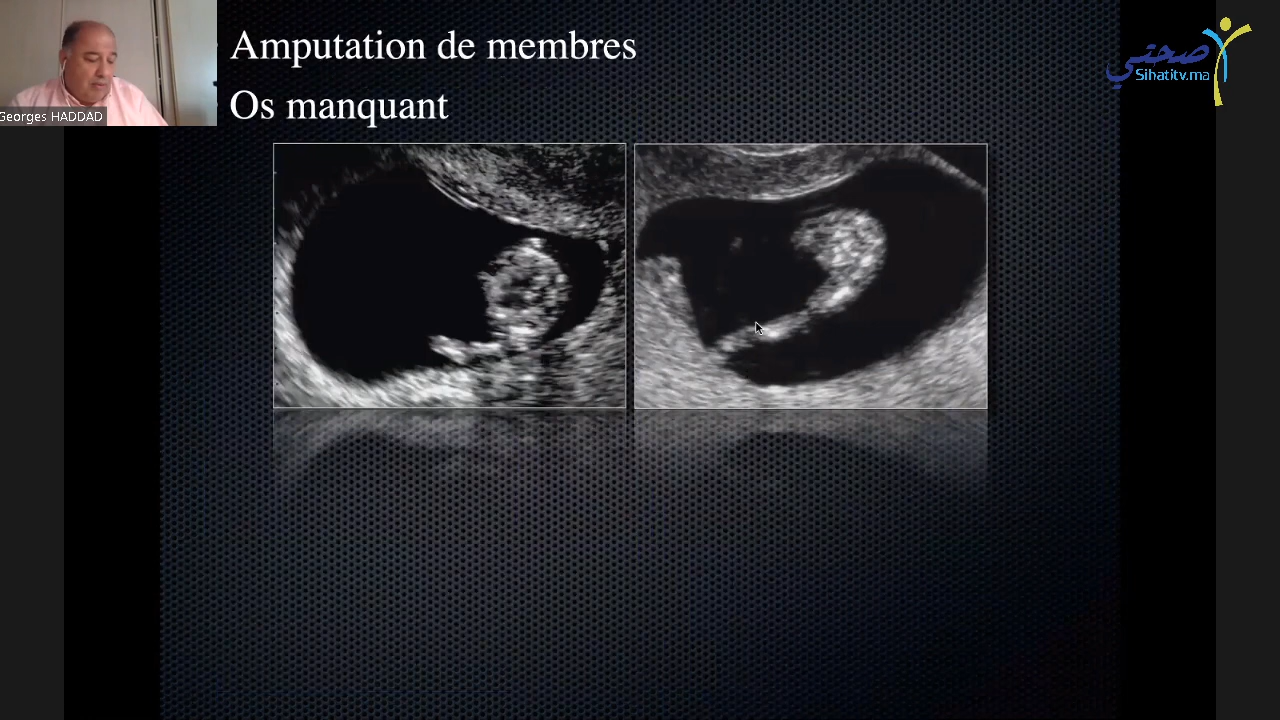 Amputation de membres
Os manquant
Georges HADDAD
صحتي
Sihatitv.ma